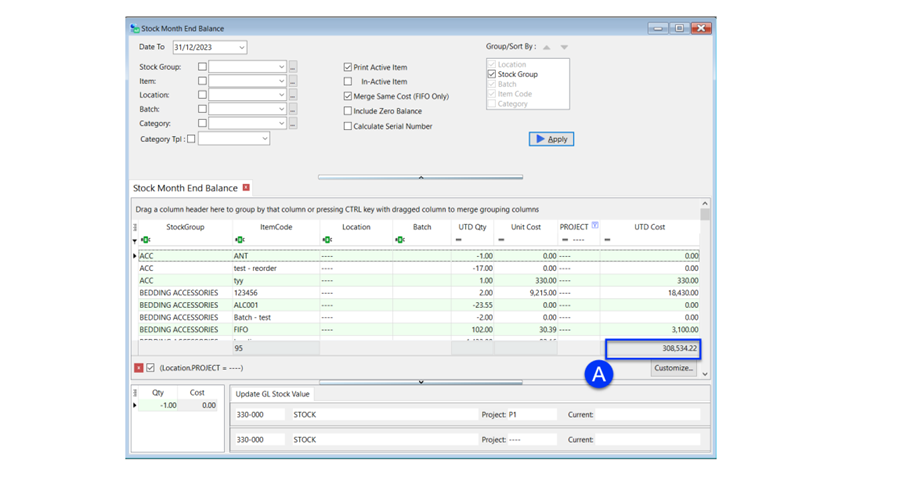 Stock Month End Balance
Date To 31/12/2023
Group/Sort By :
Stock Group: ...
Item: ...
Location: ...
Batch: ...
Category: ...
Category Tpl :
Print Active Item
In-Active Item
Merge Same Cost (FIFO Only)
Include Zero Balance
Calculate Serial Number
Location
Stock Group
Batch
Item Code
Category
Apply
Stock Month End Balance
Drag a column header here to group by that column or pressing CTRL key with dragged column to merge grouping columns
StockGroup ItemCode Location Batch UTD Qty Unit Cost PROJECT UTD Cost
= = = ---- =
ACC ANT ---- -1.00 0.00 ---- 0.00
ACC test - reorder ---- -17.00 0.00 ---- 0.00
ACC tyy ---- 1.00 330.00 ---- 330.00
BEDDING ACCESSORIES 123456 ---- 2.00 9,215.00 ---- 18,430.00
BEDDING ACCESSORIES ALC001 ---- -23.55 0.00 ---- 0.00
BEDDING ACCESSORIES Batch - test ---- -2.00 0.00 ---- 0.00
BEDDING ACCESSORIES FIFO ---- 102.00 30.39 ---- 3,100.00
95 308,534.22
A
(Location.PROJECT = ----)
Customize...
Qty Cost
-1.00 0.00
Update GL Stock Value
330-000 STOCK Project: P1 Current:
330-000 STOCK Project: ---- Current: